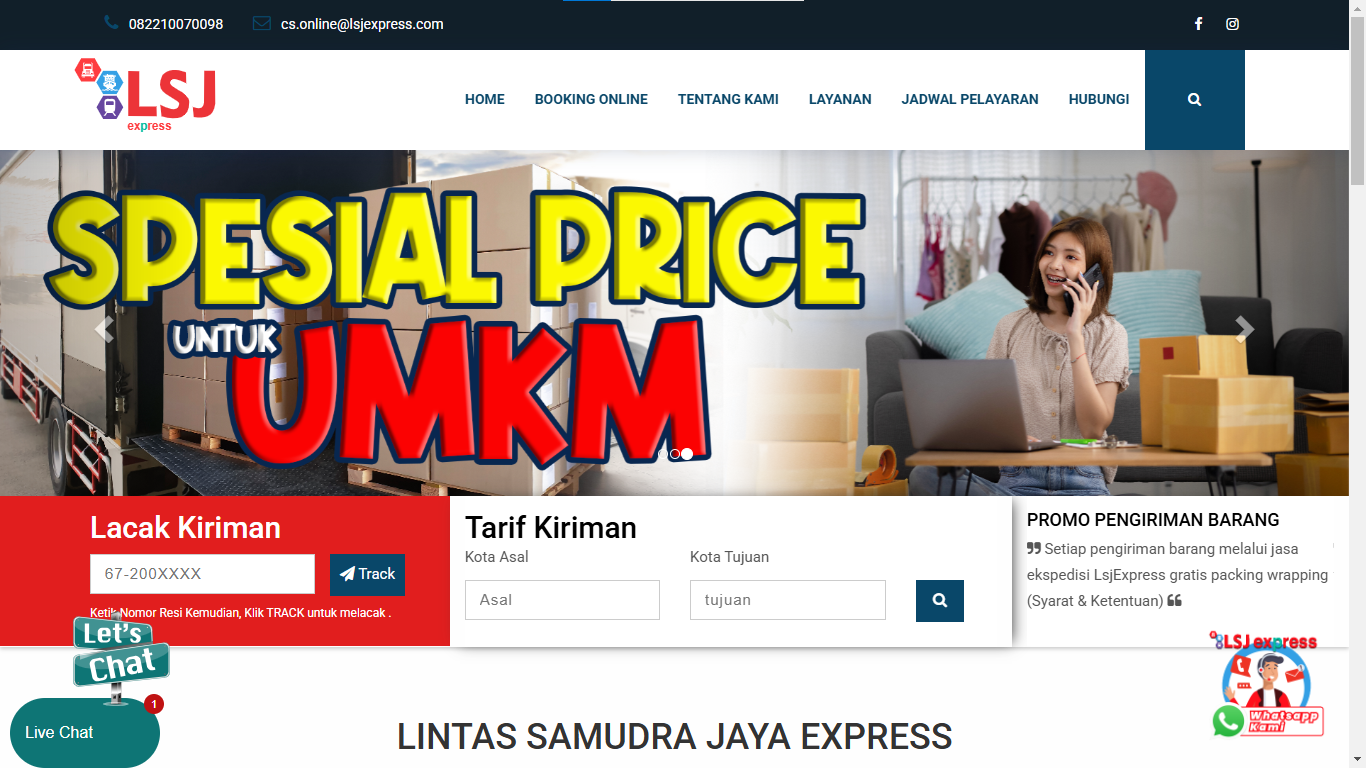 082210070098
cs.online@lsjexpress.com
LSJ
express
HOME
BOOKING ONLINE
TENTANG KAMI
LAYANAN
JADWAL PELAYARAN
HUBUNGI
SPESIAL PRICE
UNTUK
UMKM
Lacak Kiriman
67-200XXXX
Track
Ketik Nomor Resi Kemudian, Klik TRACK untuk melacak .
Tarif Kiriman
Kota Asal
Kota Tujuan
Asal
tujuan
PROMO PENGIRIMAN BARANG
Setiap pengiriman barang melalui jasa
ekspedisi LsjExpress gratis packing wrapping
(Syarat & Ketentuan)
Let's
Chat
1
Live Chat
LSJ express
Whatsapp
Kami
LINTAS SAMUDRA JAYA EXPRESS